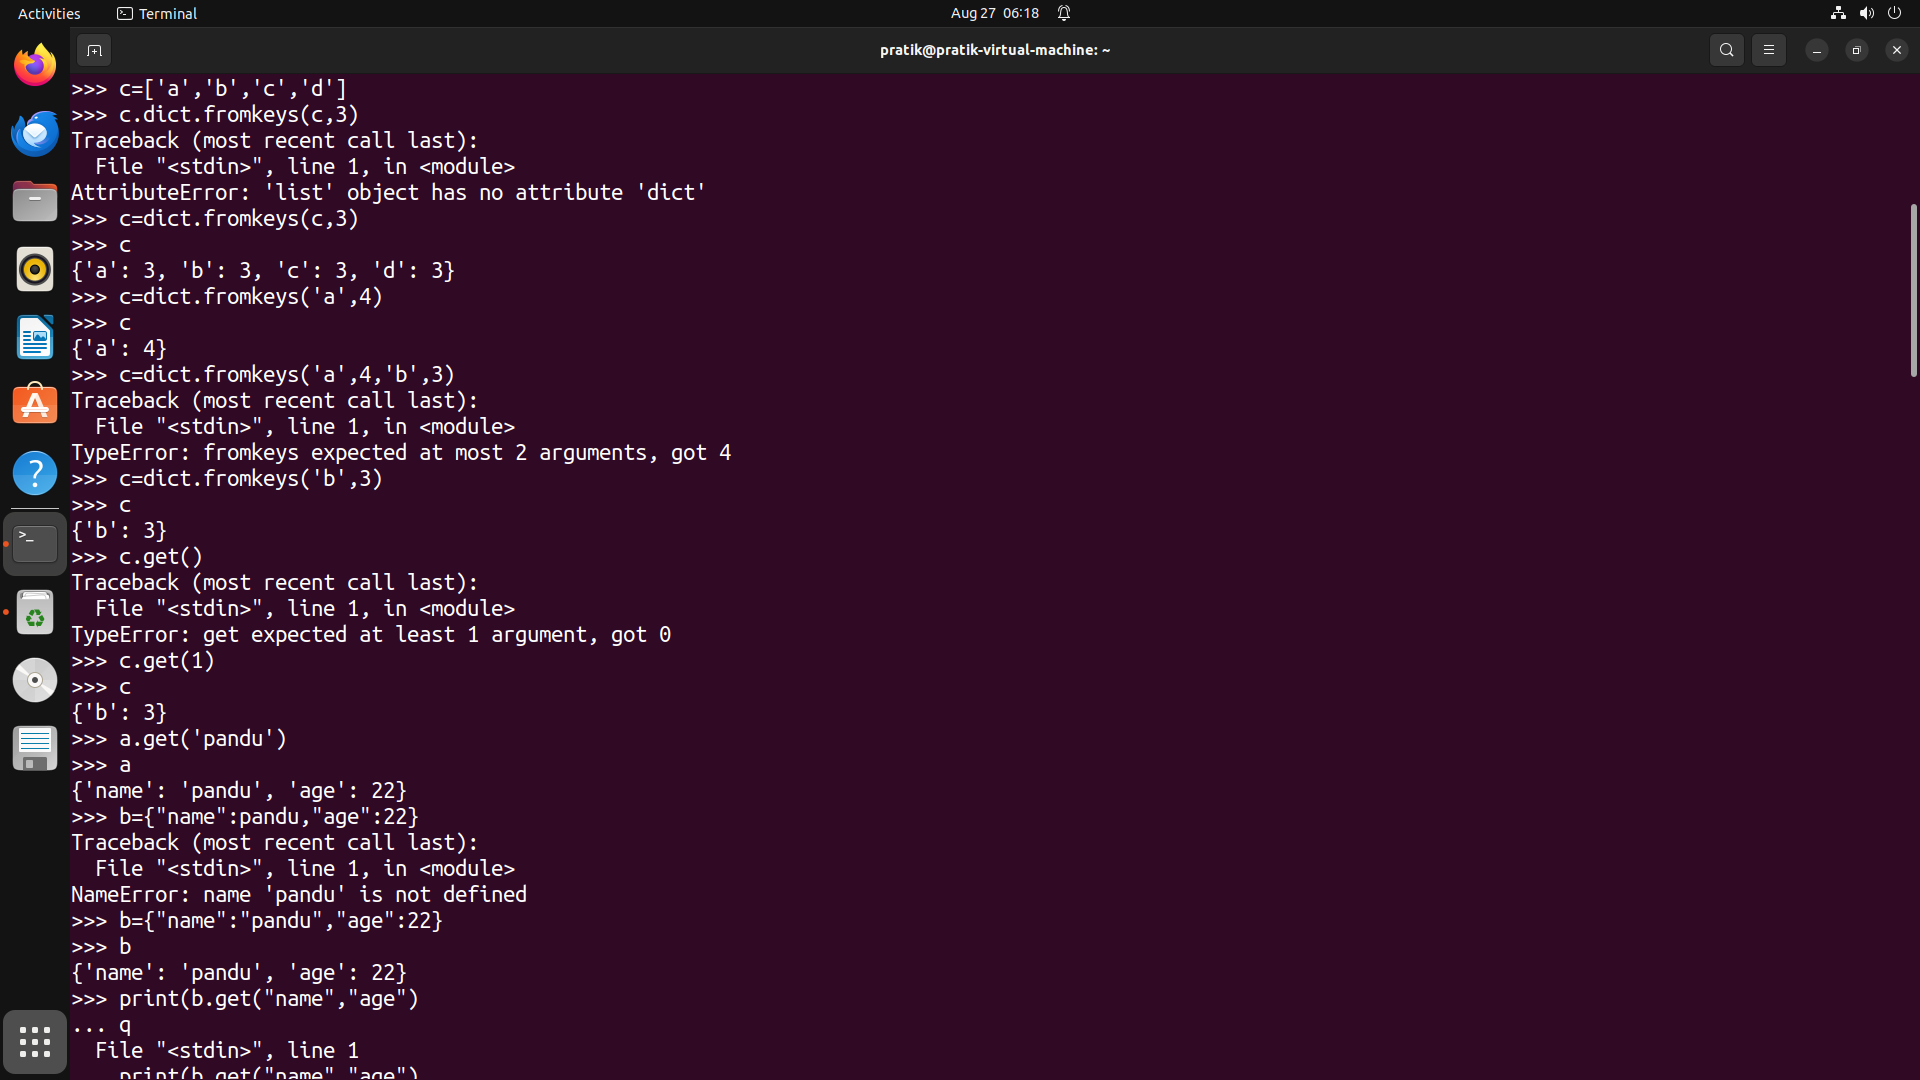 Activities
Terminal
Aug 27 06:18
pratik@pratik-virtual-machine: ~
>>> c=['a','b','c','d']
>>> c.dict.fromkeys(c,3)
Traceback (most recent call last):
  File "<stdin>", line 1, in <module>
AttributeError: 'list' object has no attribute 'dict'
>>> c=dict.fromkeys(c,3)
>>> c
{'a': 3, 'b': 3, 'c': 3, 'd': 3}
>>> c=dict.fromkeys('a',4)
>>> c
{'a': 4}
>>> c=dict.fromkeys('a',4,'b',3)
Traceback (most recent call last):
  File "<stdin>", line 1, in <module>
TypeError: fromkeys expected at most 2 arguments, got 4
>>> c=dict.fromkeys('b',3)
>>> c
{'b': 3}
>>> c.get()
Traceback (most recent call last):
  File "<stdin>", line 1, in <module>
TypeError: get expected at least 1 argument, got 0
>>> c.get(1)
>>> c
{'b': 3}
>>> a.get('pandu')
>>> a
{'name': 'pandu', 'age': 22}
>>> b={"name":pandu,"age":22}
Traceback (most recent call last):
  File "<stdin>", line 1, in <module>
NameError: name 'pandu' is not defined
>>> b={"name":"pandu","age":22}
>>> b
{'name': 'pandu', 'age': 22}
>>> print(b.get("name","age")
... q
  File "<stdin>", line 1
    print(b.get("name","age")